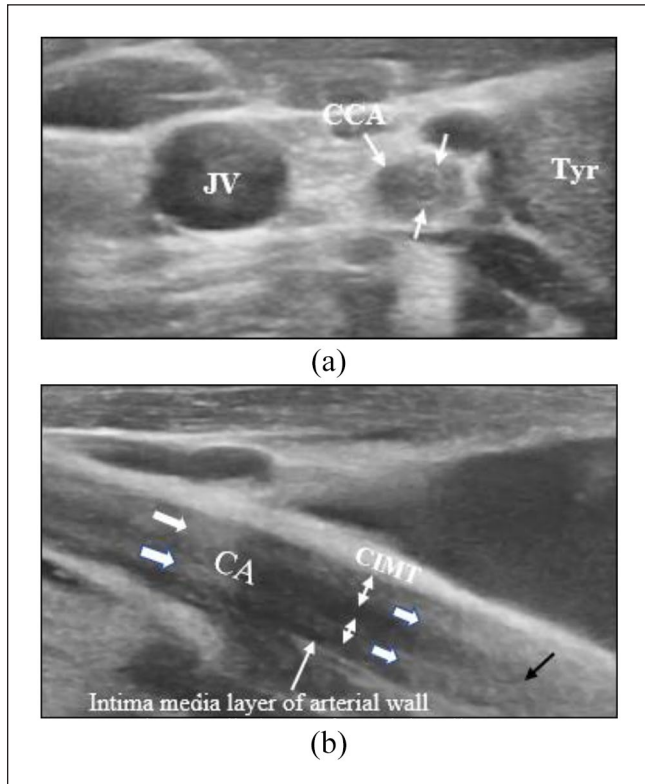 CCA
JV
Tyr
(a)
CA
CIMT
Intima media layer of arterial wall
(b)